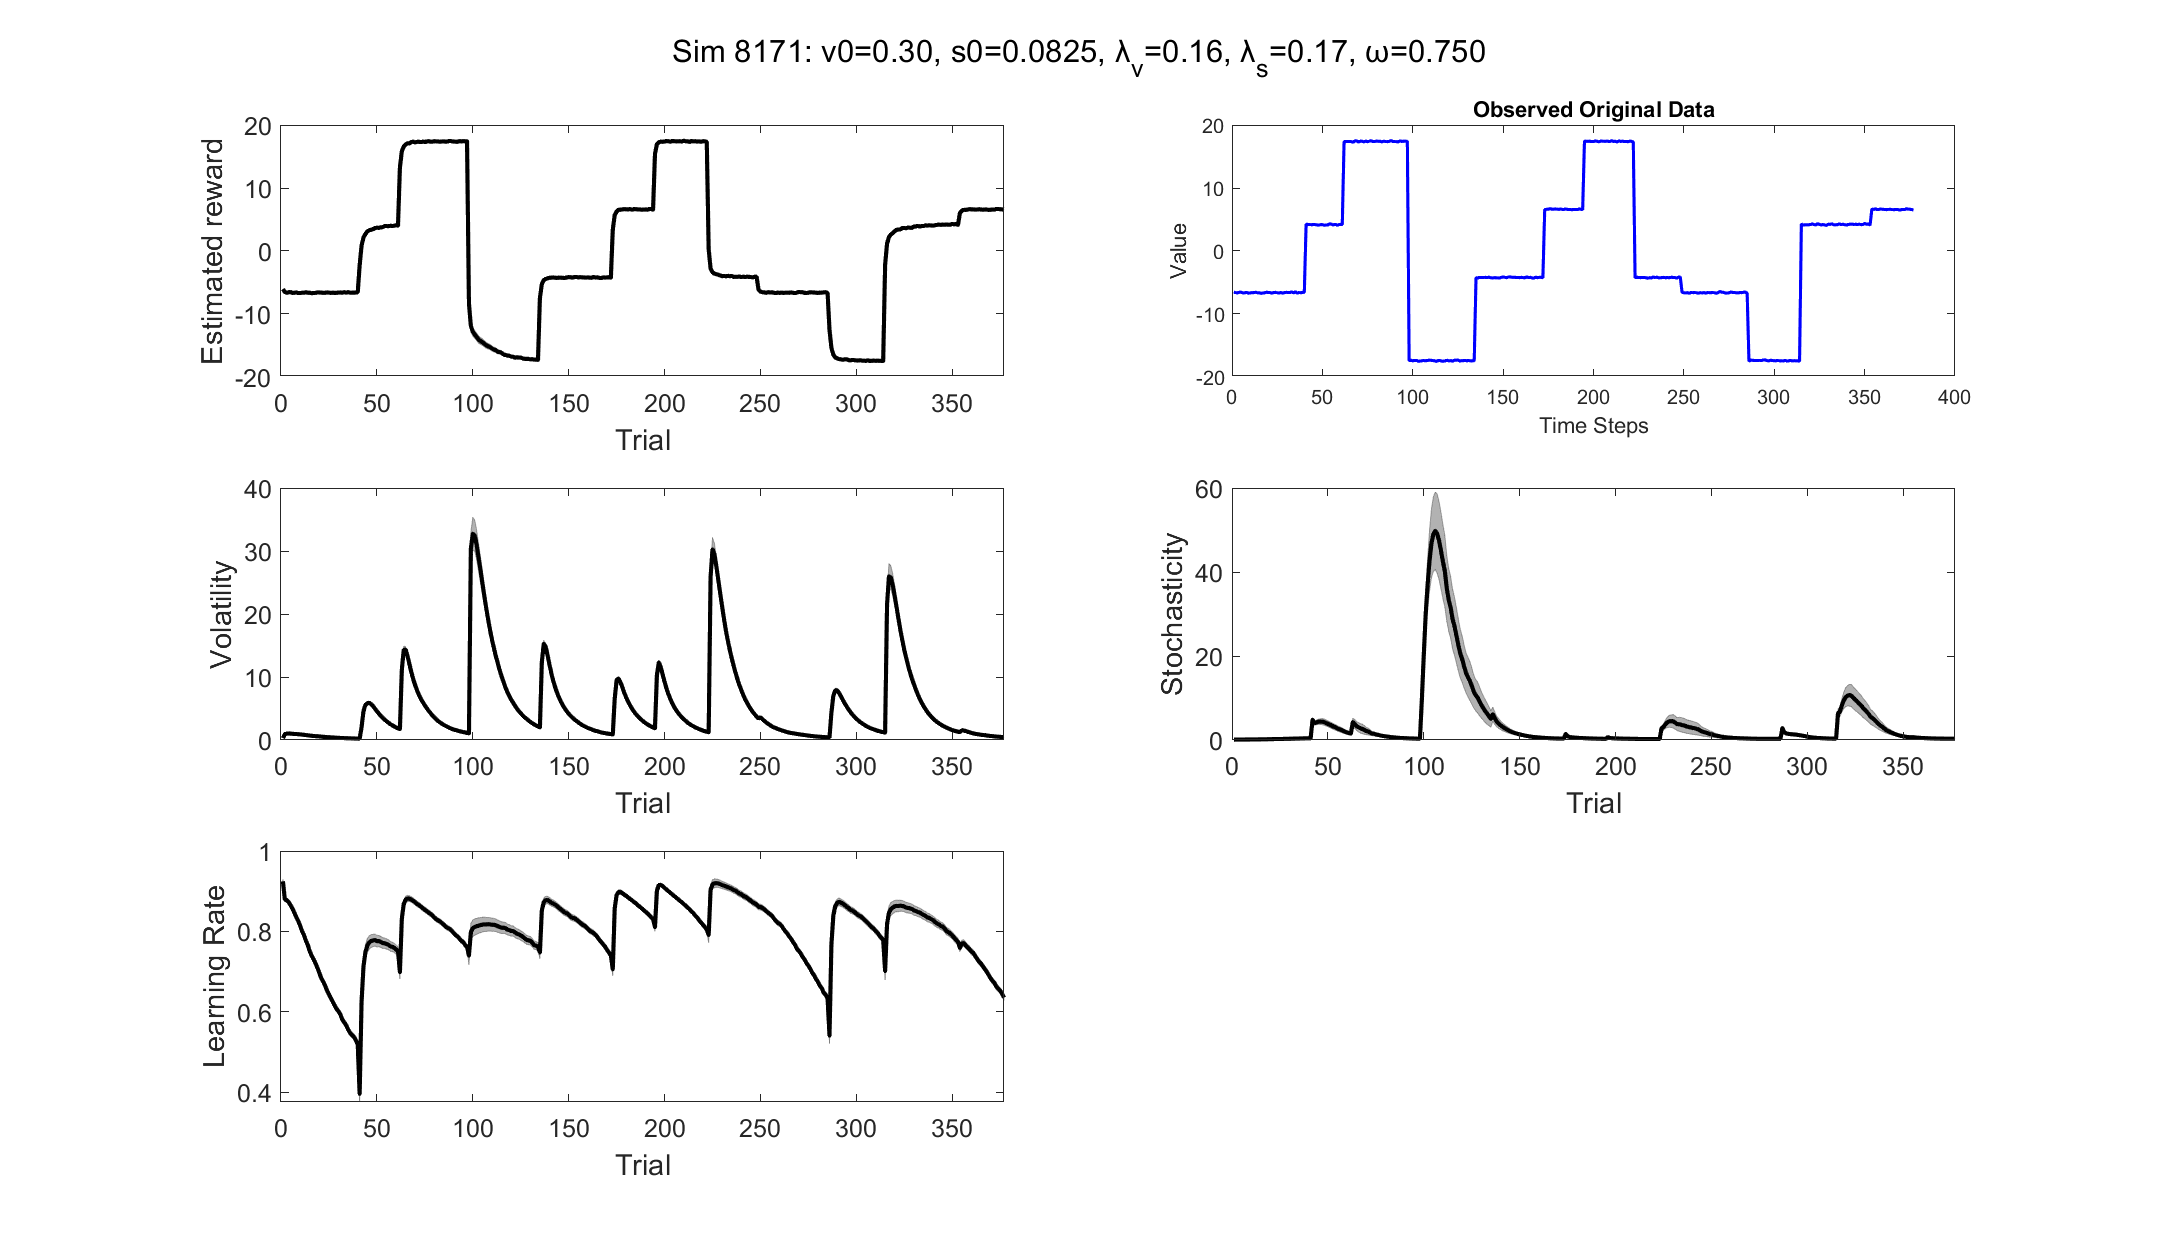 Sim 8171: v0=0.30, s0=0.0825, λv=0.16, λs=0.17, ω=0.750
Estimated reward
20
10
0
-10
-20
0 50 100 150 200 250 300 350
Trial
Observed Original Data
Value
20
10
0
-10
-20
0 50 100 150 200 250 300 350 400
Time Steps
Volatility
40
30
20
10
0
0 50 100 150 200 250 300 350
Trial
Stochasticity
60
40
20
0
0 50 100 150 200 250 300 350
Trial
Learning Rate
1
0.8
0.6
0.4
0 50 100 150 200 250 300 350
Trial